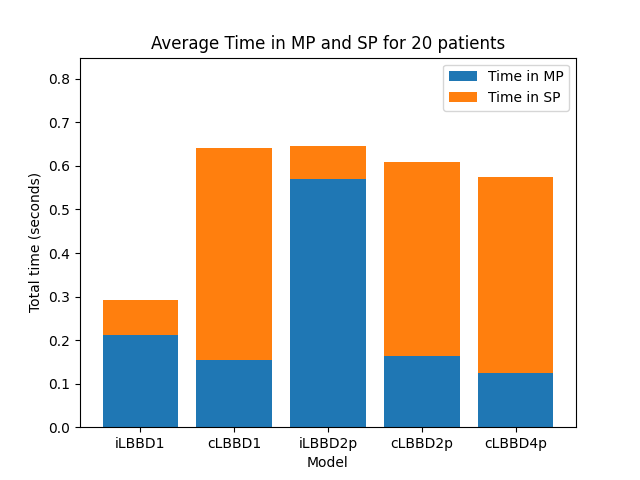 Average Time in MP and SP for 20 patients
Time in MP
Time in SP
Total time (seconds)
0.8
0.7
0.6
0.5
0.4
0.3
0.2
0.1
0.0
iLBBD1 cLBBD1 iLBBD2p cLBBD2p cLBBD4p
Model